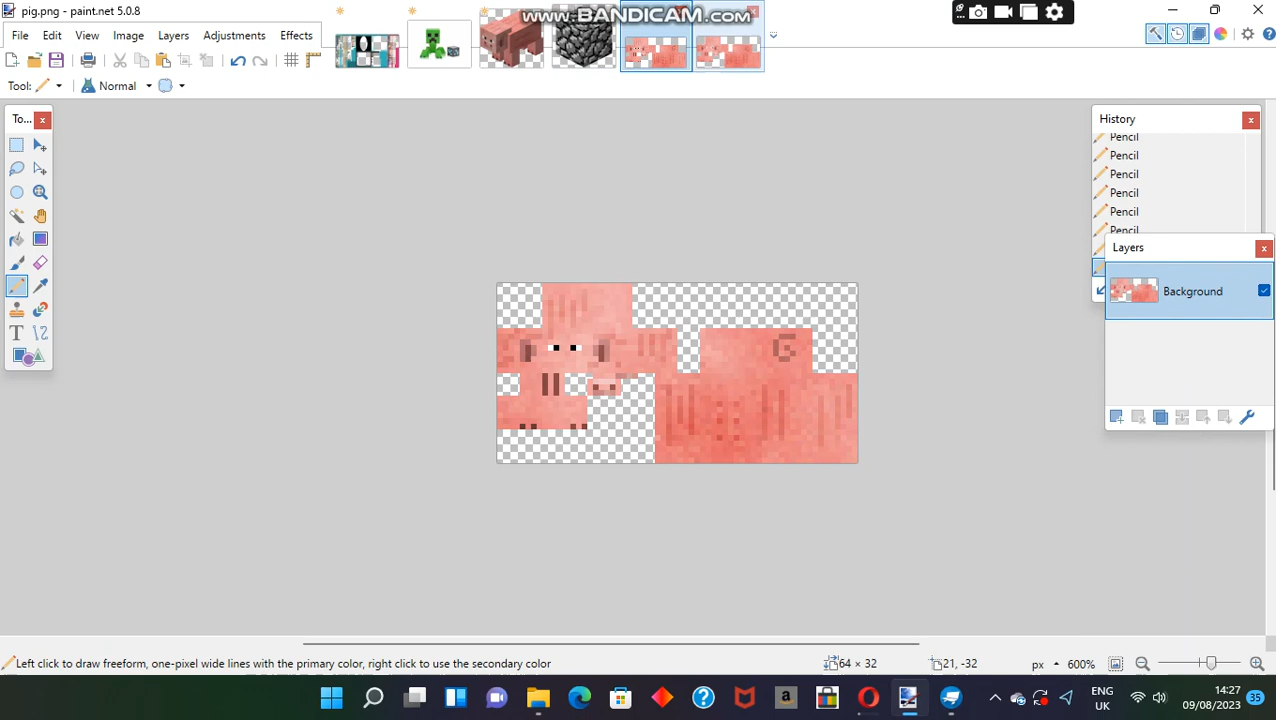 pig.png - paint.net 5.0.8
www.BANDICAM.com
File Edit View Image Layers Adjustments Effects
Tool: Normal
To...
History
Pencil
Pencil
Pencil
Pencil
Pencil
Pencil
Layers
Background
G
Left click to draw freeform, one-pixel wide lines with the primary color, right click to use the secondary color
64 × 32
21, -32
px
600%
ENG
UK
14:27
09/08/2023
35